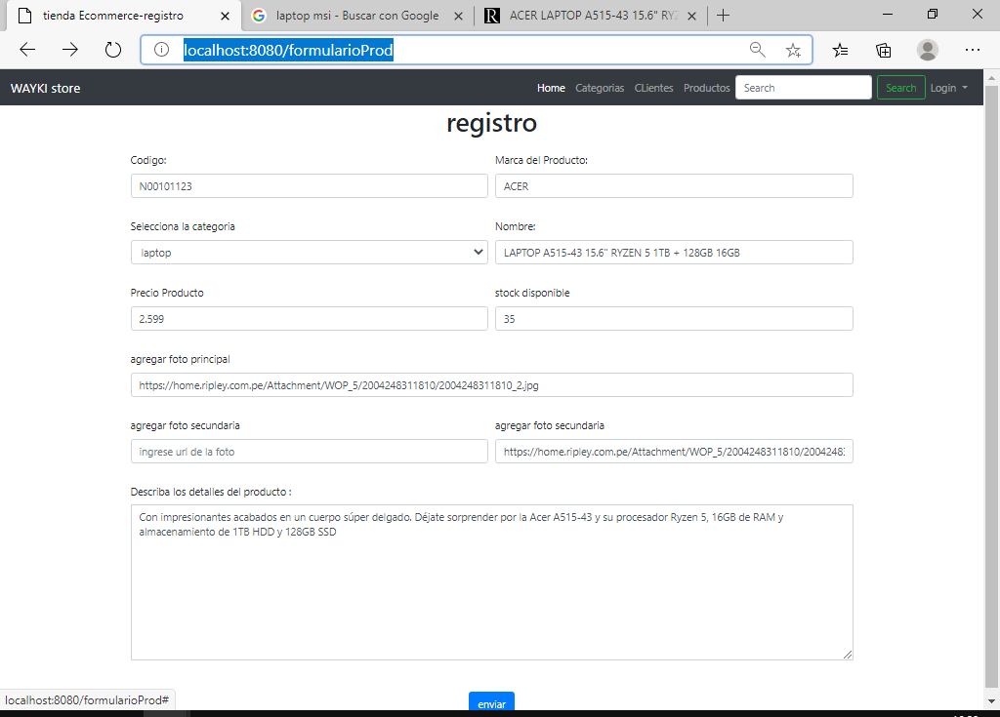 tienda Ecommerce-registro
laptop msi - Buscar con Google
R
ACER LAPTOP A515-43 15.6" RYZ
localhost:8080/formularioProd
WAYKI store
Home Categorias CLientes Productos Search Search Login
registro
Codigo: Marca del Producto:
N00101123 ACER
Selecciona la categoria Nombre:
laptop LAPTOP A515-43 15.6" RYZEN 5 1TB + 128GB 16GB
Precio Producto stock disponible
2.599 35
agregar foto principal
https://home.ripley.com.pe/Attachment/WOP_5/2004248311810/2004248311810_2.jpg
agregar foto secundaria agregar foto secundaria
ingrese url de la foto https://home.ripley.com.pe/Attachment/WOP_5/2004248311810/2004248:
Describa los detalles del producto :
Con impresionantes acabados en un cuerpo súper delgado. Déjate sorprender por la Acer A515-43 y su procesador Ryzen 5, 16GB de RAM y
almacenamiento de 1TB HDD y 128GB SSD
enviar
localhost:8080/formularioProd#